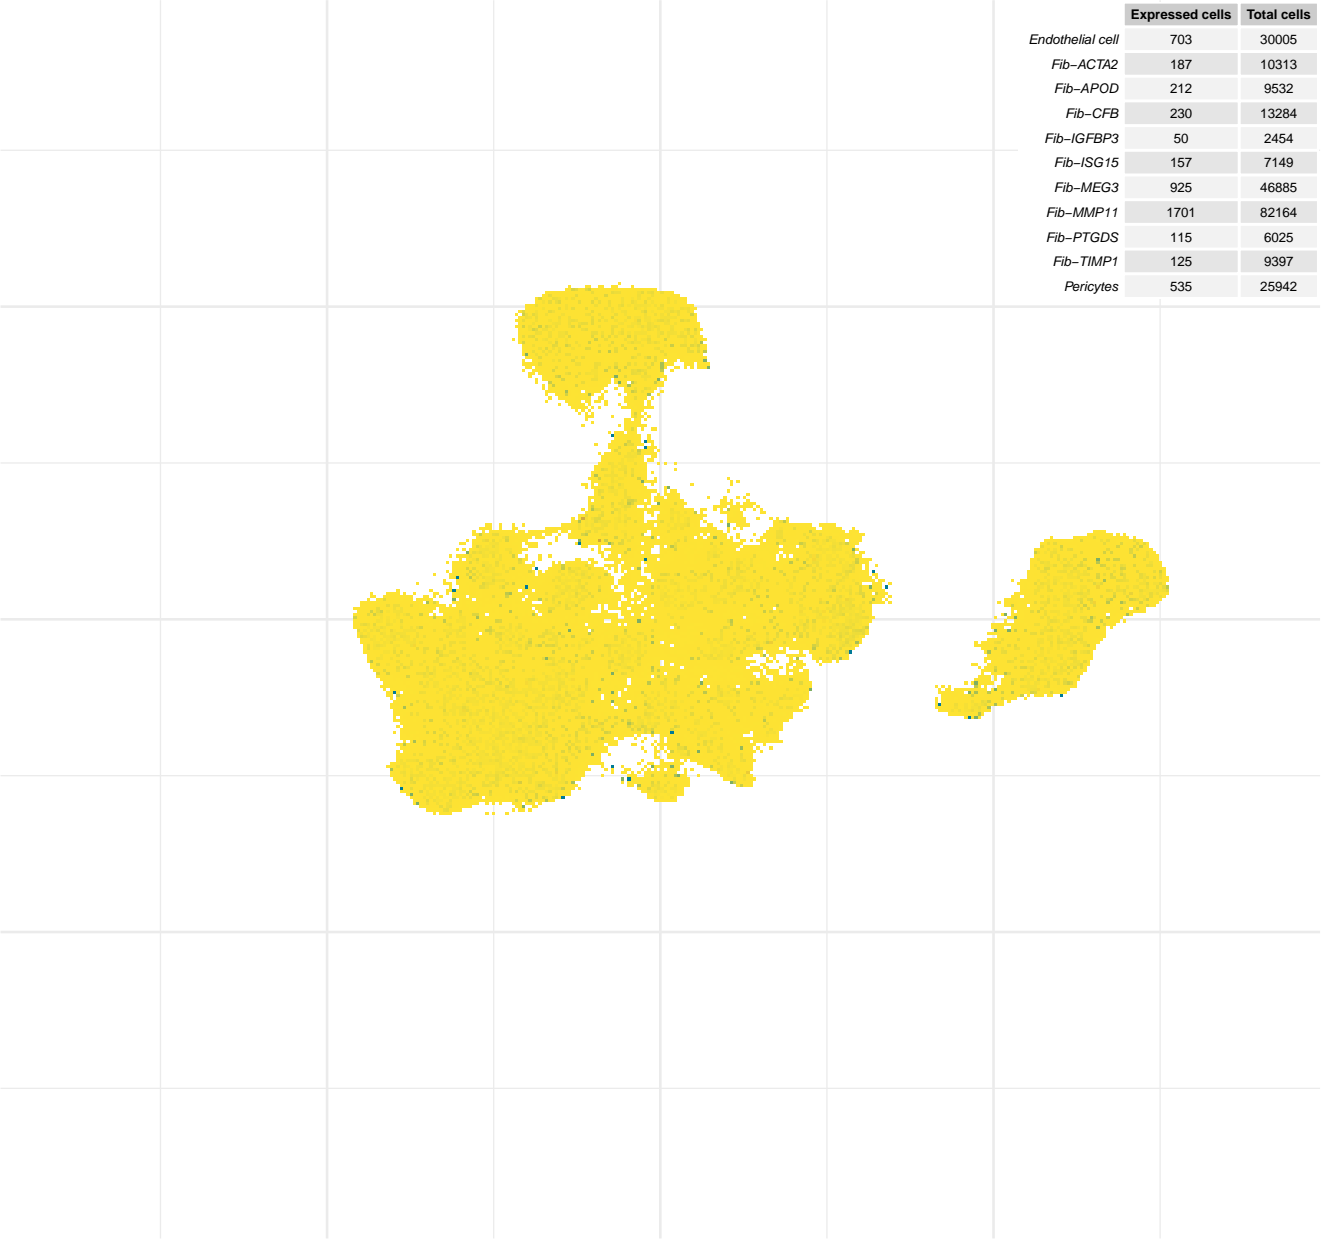 Expressed cells Total cells
Endothelial cell 703 30005
Fib−ACTA2 187 10313
Fib−APOD 212 9532
Fib−CFB 230 13284
Fib−IGFBP3 50 2454
Fib−ISG15 157 7149
Fib−MEG3 925 46885
Fib−MMP11 1701 82164
Fib−PTGDS 115 6025
Fib−TIMP1 125 9397
Pericytes 535 25942